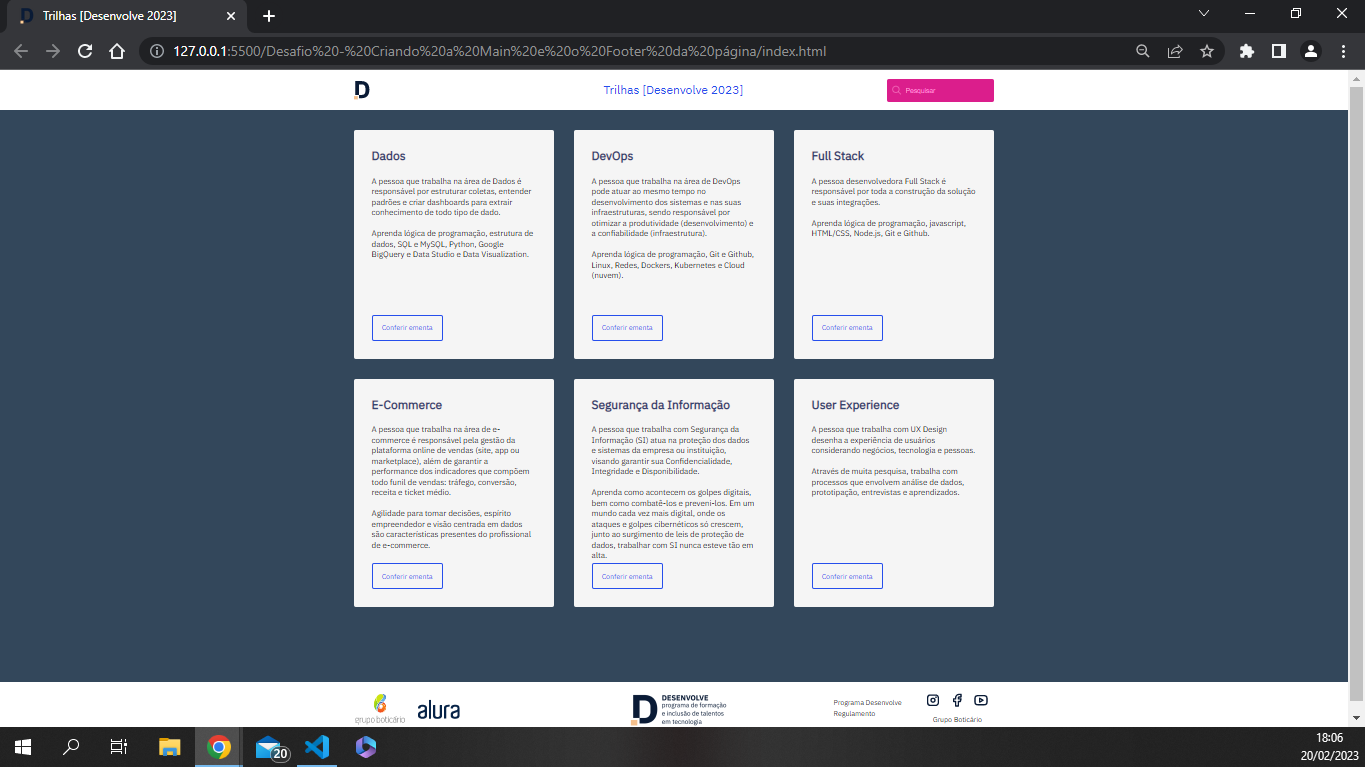 Trilhas [Desenvolve 2023]
127.0.0.1:5500/Desafio%20-%20Criando%20a%20Main%20e%20o%20Footer%20da%20página/index.html
D
Trilhas [Desenvolve 2023]
Pesquisar
Dados
A pessoa que trabalha na área de Dados é
responsável por estruturar coletas, entender
padrões e criar dashboards para extrair
conhecimento de todo tipo de dado.
Aprenda lógica de programação, estrutura de
dados, SQL e MySQL, Python, Google
BigQuery e Data Studio e Data Visualization.
Conferir ementa
DevOps
A pessoa que trabalha na área de DevOps
pode atuar ao mesmo tempo no
desenvolvimento dos sistemas e nas suas
infraestruturas, sendo responsável por
otimizar a produtividade (desenvolvimento) e
a confiabilidade (infraestrutura).
Aprenda lógica de programação, Git e Github,
Linux, Redes, Dockers, Kubernetes e Cloud
(nuvem).
Conferir ementa
Full Stack
A pessoa desenvolvedora Full Stack é
responsável por toda a construção da solução
e suas integrações.
Aprenda lógica de programação, javascript,
HTML/CSS, Node.js, Git e Github.
Conferir ementa
E-Commerce
A pessoa que trabalha na área de e-
commerce é responsável pela gestão da
plataforma online de vendas (site, app ou
marketplace), além de garantir a
performance dos indicadores que compõem
todo funil de vendas: tráfego, conversão,
receita e ticket médio.
Agilidade para tomar decisões, espírito
empreendedor e visão centrada em dados
são características presentes do profissional
de e-commerce.
Conferir ementa
Segurança da Informação
A pessoa que trabalha com Segurança da
Informação (SI) atua na proteção dos dados
e sistemas da empresa ou instituição,
visando garantir sua Confidencialidade,
Integridade e Disponibilidade.
Aprenda como acontecem os golpes digitais,
bem como combatê-los e preveni-los. Em um
mundo cada vez mais digital, onde os
ataques e golpes cibernéticos só crescem,
junto ao surgimento de leis de proteção de
dados, trabalhar com SI nunca esteve tão em
alta.
Conferir ementa
User Experience
A pessoa que trabalha com UX Design
desenha a experiência de usuários
considerando negócios, tecnologia e pessoas.
Através de muita pesquisa, trabalha com
processos que envolvem análise de dados,
prototipação, entrevistas e aprendizados.
Conferir ementa
grupo boticário
alura
D
DESENVOLVE
programa de formação
e inclusão de talentos
em tecnologia
Programa Desenvolve
Regulamento
Grupo Boticário
20
18:06
20/02/2023